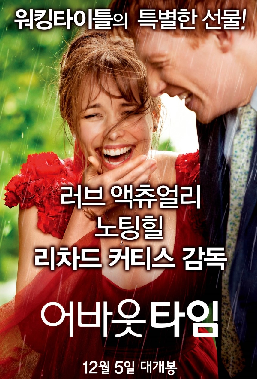 워킹타이틀의 특별한 선물!
러브 액츄얼리
노팅힐
리차드 커티스 감독
어바웃타임
12월 5일 대개봉